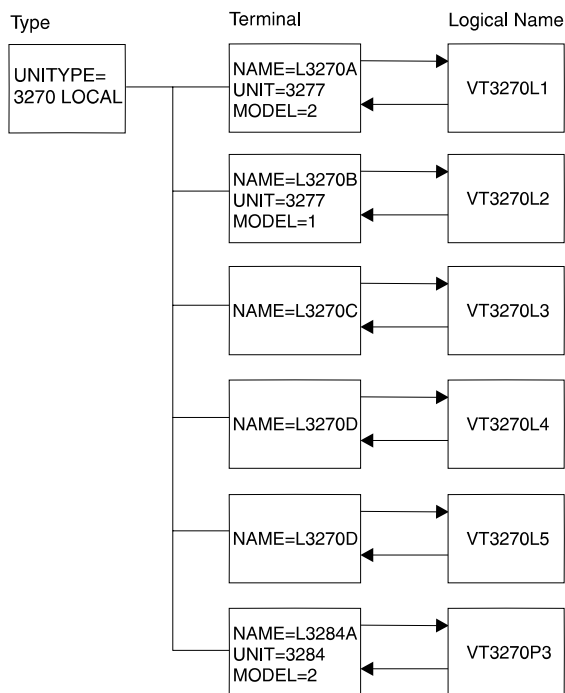 Type
Terminal
Logical Name
UNITYPE=
3270 LOCAL
NAME=L3270A
UNIT=3277
MODEL=2
VT3270L1
NAME=L3270B
UNIT=3277
MODEL=1
VT3270L2
NAME=L3270C
VT3270L3
NAME=L3270D
VT3270L4
NAME=L3270D
VT3270L5
NAME=L3284A
UNIT=3284
MODEL=2
VT3270P3